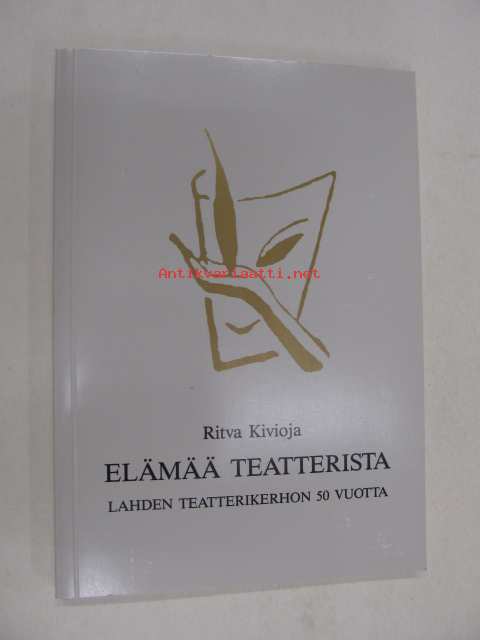 Antikvariaatti.net
Ritva Kivioja
ELÄMÄÄ TEATTERISTA
LAHDEN TEATTERIKERHON 50 VUOTTA